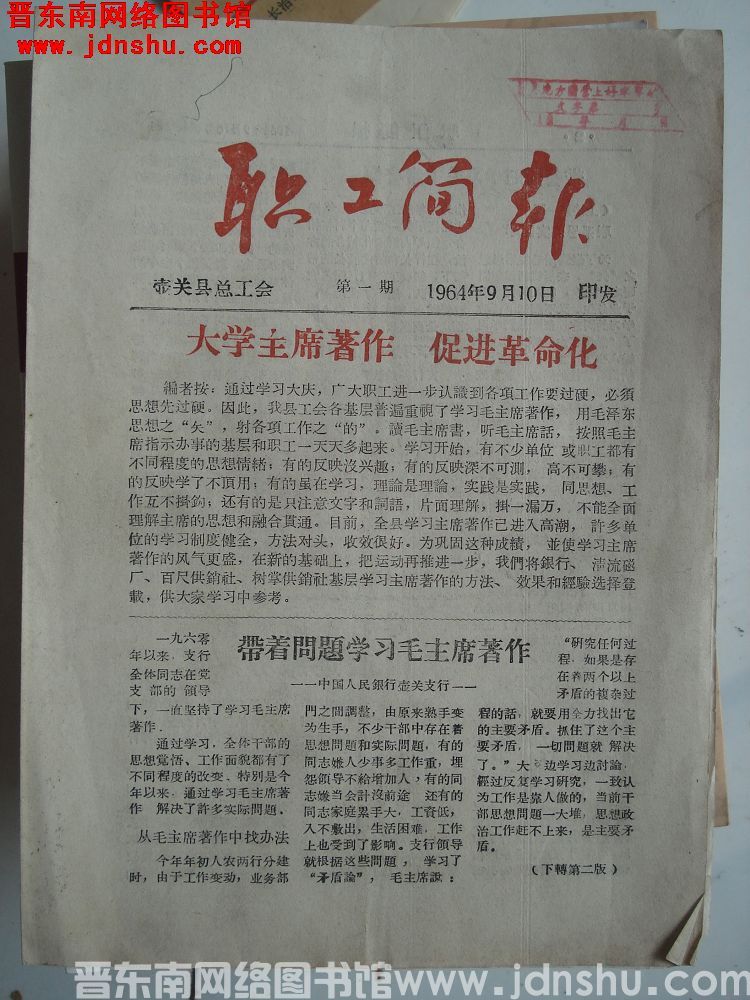 晋东南网络图书馆
www.jdnshu.com
职工简报
壶关县总工会 第一期 1964年9月10日 印发
大学主席著作 促进革命化
編者按：通过学习大庆，广大职工进一步认識到各項工作要过硬，必須
思想先过硬。因此，我县工会各基层普遍重视了学习毛主席著作，用毛泽东
思想之“矢”，射各項工作之“的”。讀毛主席書，听毛主席話，按照毛主
席指示办事的基层和职工一天天多起来。学习开始，有不少单位或职工都有
不同程度的思想情緒；有的反映沒兴趣；有的反映深不可測，高不可攀；有
的反映学了不頂用；有的虽在学习，理論是理論，实践是实践，同思想、工
作互不掛鈎；还有的是只注意文字和詞語，片面理解，掛一漏万，不能全面
理解主席的思想和融合貫通。目前，全县学习主席著作已进入高潮，許多单
位的学习制度健全，方法对头，收效很好。为巩固这种成績，並使学习主席
著作的风气更盛，在新的基础上，把运动再推进一步，我們将銀行、
厂、百尺供銷社、树掌供銷社基层学习主席著作的方法、效果和經驗选择登
載，供大家学习中参考。
帶着問題学习毛主席著作
——中国人民銀行壶关支行——
一九六零
年以来，支行
全体同志在党
支部的領导
下，一直坚持了学习毛主席
著作．
通过学习，全体干部的
思想覚悟、工作面貌都有了
不同程度的改变、特別是今
年以来，通过学习毛主席著
作 解决了許多实际問題．
从毛主席著作中找办法
今年年初人农两行分建
时，由于工作变动，业务部
門之間調整，由原来熟手变
为生手，不少干部中存在着
思想問題和实际問題，有的
同志嫌人少事多工作重，埋
怨領导不給增加人，有的同
志嫌当会計沒前途 还有的
同志家庭累手大，工資低，
入不敷出，生活困难，工作
上也受到了影响。支行領导
就根据这些問題，学习了
“矛盾論”，毛主席說：
“研究任何过
程，如果是存
在着两个以上
矛盾的複杂过
程的話，就要用全力找出它
的主要矛盾。抓住了这个主
要矛盾，一切問題就解决
了。”大 边学习边討論，
經过反复学习研究，一致认
为工作是靠人做的，当前干
部思想問題一大堆，思想政
治工作赶不上来，是主要矛
盾。
（下轉第二版）
晋东南网络图书馆 www.jdnshu.com